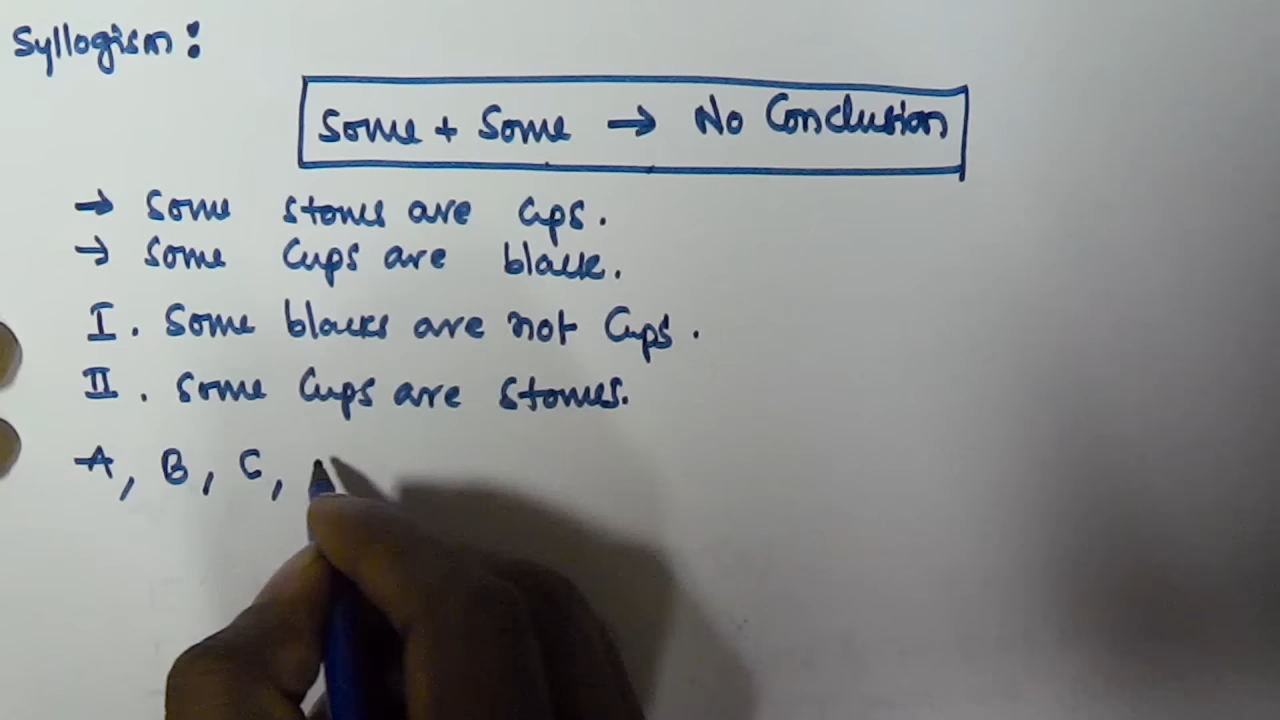 Syllogism:
Some + Some → No Conclusion
→ Some stones are cups.
→ Some Cups are black.
I. Some blacks are not Cups.
II. Some Cups are stones.
A, B, C,